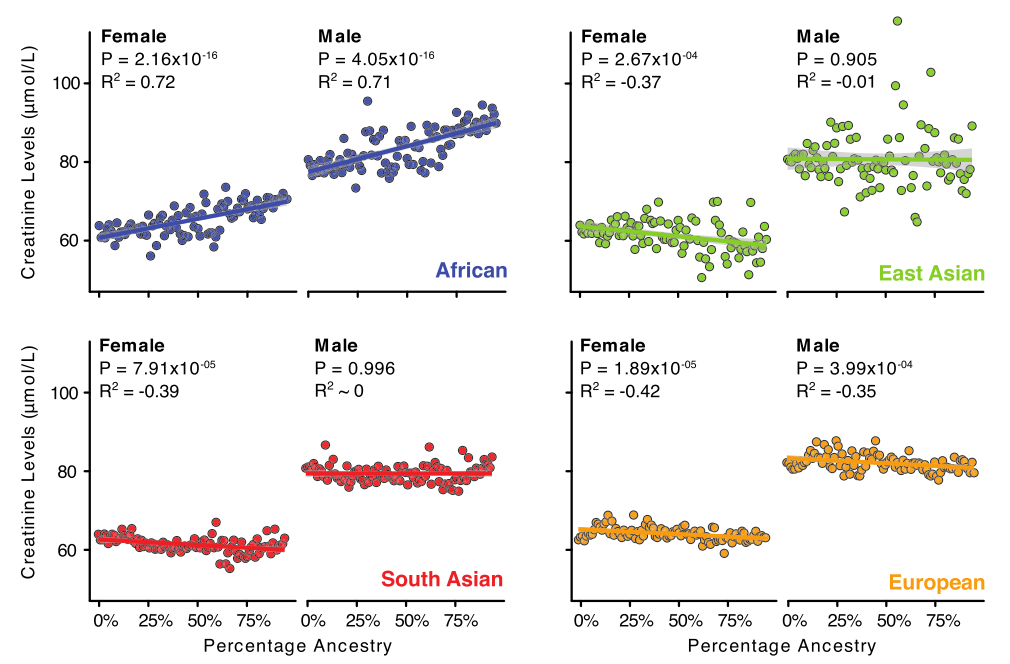 Female
P = 2.16x10-16
R2 = 0.72
Male
P = 4.05x10-16
R2 = 0.71
Creatinine Levels (µmol/L)
100
80
60
African
Female
P = 2.67x10-04
R2 = -0.37
Male
P = 0.905
R2 = -0.01
East Asian
Female
P = 7.91x10-05
R2 = -0.39
Male
P = 0.996
R2 ~ 0
Creatinine Levels (µmol/L)
100
80
60
South Asian
0% 25% 50% 75% 0% 25% 50% 75%
Percentage Ancestry
Female
P = 1.89x10-05
R2 = -0.42
Male
P = 3.99x10-04
R2 = -0.35
European
0% 25% 50% 75% 0% 25% 50% 75%
Percentage Ancestry